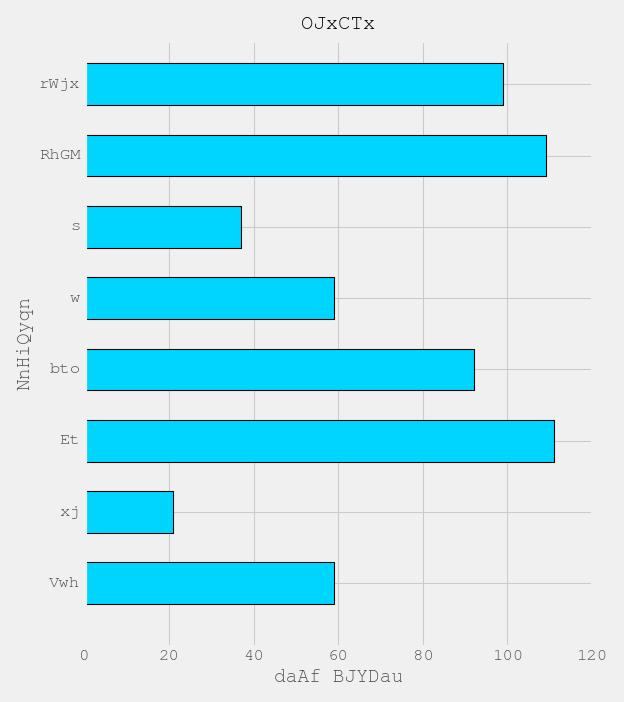 OJxCTx
rWjx
RhGM
s
w
bto
Et
xj
Vwh
NnHiQyqn
0 20 40 60 80 100 120
daAf BJYDau